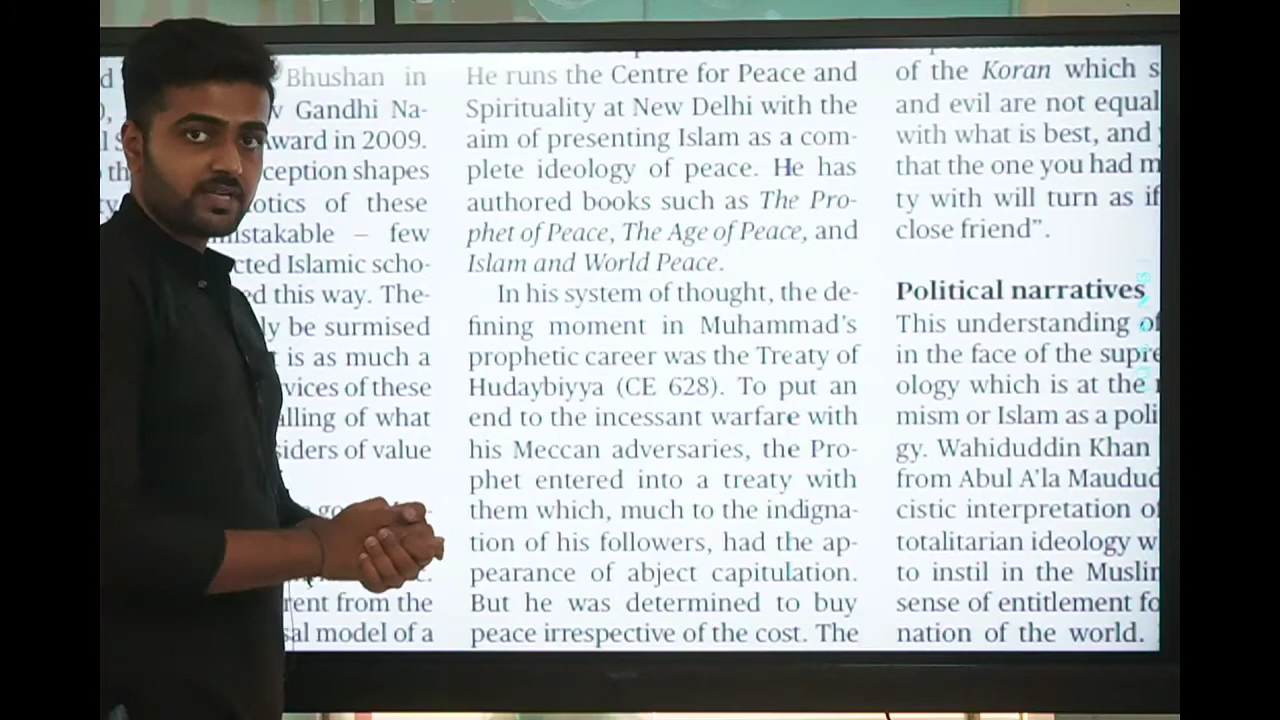 Bhushan in
Gandhi Na-
ward in 2009.
ception shapes
otics of these
mistakable – few
cted Islamic scho-
ed this way. The-
ly be surmised
is as much a
vices of these
alling of what
siders of value
rent from the
sal model of a
He runs the Centre for Peace and
Spirituality at New Delhi with the
aim of presenting Islam as a com-
plete ideology of peace. He has
authored books such as The Pro-
phet of Peace, The Age of Peace, and
Islam and World Peace.
In his system of thought, the de-
fining moment in Muhammad's
prophetic career was the Treaty of
Hudaybiyya (CE 628). To put an
end to the incessant warfare with
his Meccan adversaries, the Pro-
phet entered into a treaty with
them which, much to the indigna-
tion of his followers, had the ap-
pearance of abject capitulation.
But he was determined to buy
peace irrespective of the cost. The
of the Koran which s
and evil are not equal
with what is best, and
that the one you had m
ty with will turn as if
close friend".
Political narratives
This understanding of
in the face of the supre
ology which is at the
mism or Islam as a poli
gy. Wahiduddin Khan
from Abul A'la Maudud
cistic interpretation o
totalitarian ideology w
to instil in the Muslim
sense of entitlement fo
nation of the world.